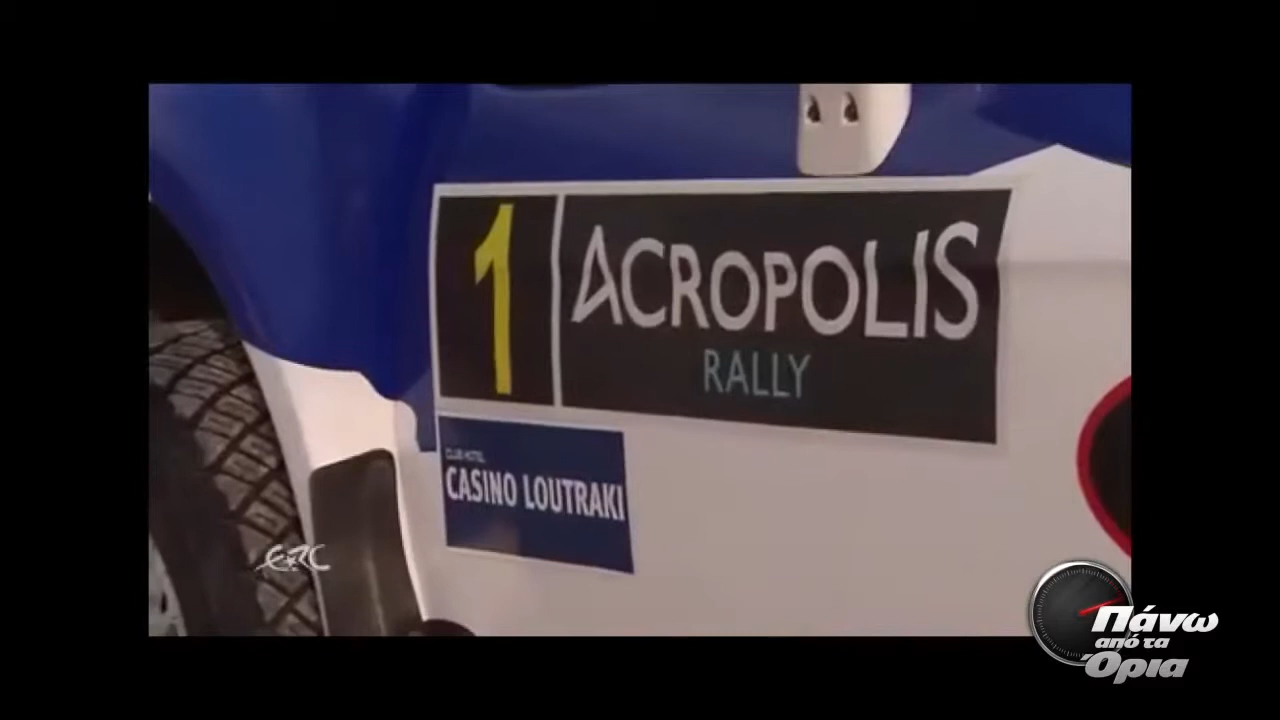 1
ACROPOLIS
RALLY
CLUB HOTEL
CASINO LOUTRAKI
ERC
Πάνω
από τα
Όρια